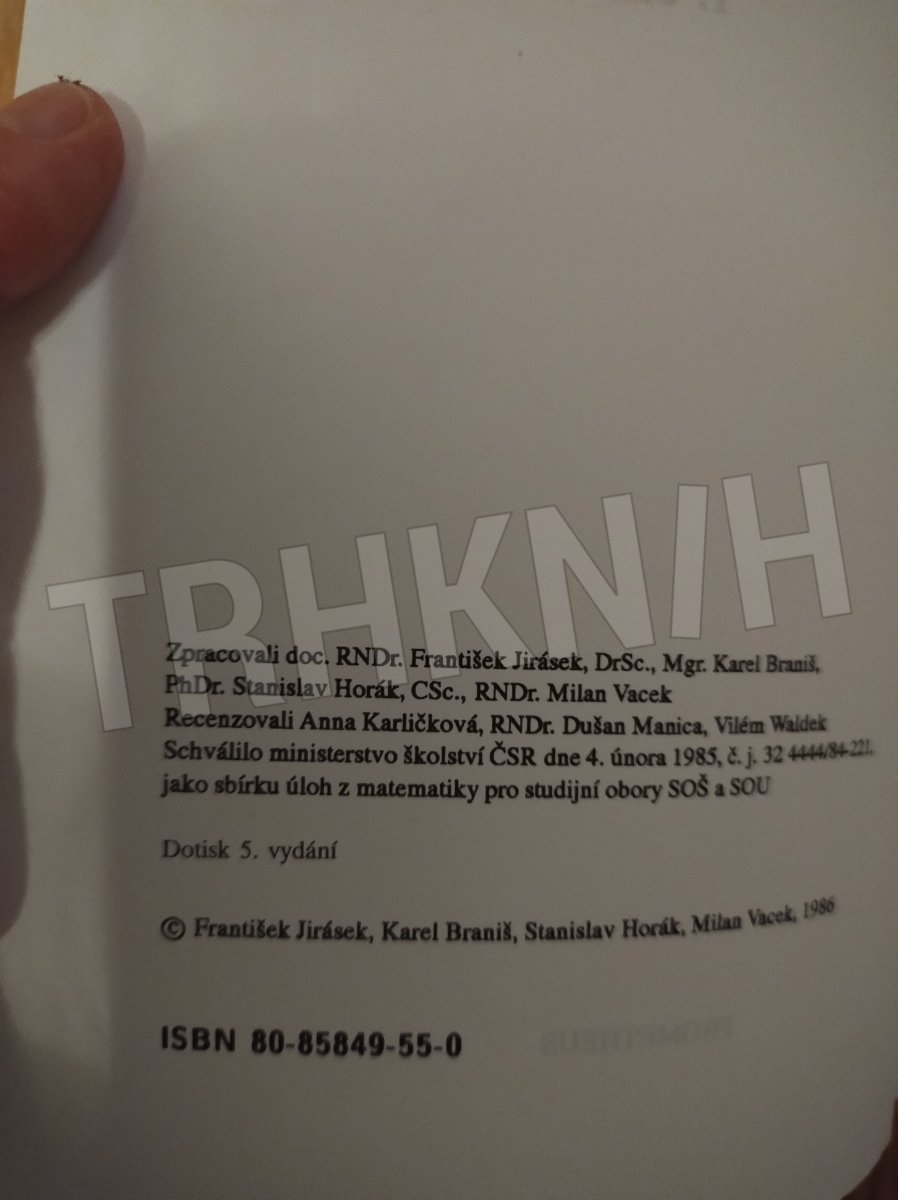 TRHKNIH
Zpracovali doc. RNDr. František Jirásek, DrSc., Mgr. Karel Braniš,
PhDr. Stanislav Horák, CSc., RNDr. Milan Vacek
Recenzovali Anna Karličková, RNDr. Dušan Manica, Vilém Waldek
Schválilo ministerstvo školství ČSR dne 4. února 1985, č. j. 32 4444/84-221,
jako sbírku úloh z matematiky pro studijní obory SOŠ a SOU
Dotisk 5. vydání
© František Jirásek, Karel Braniš, Stanislav Horák, Milan Vacek, 1986
ISBN 80-85849-55-0